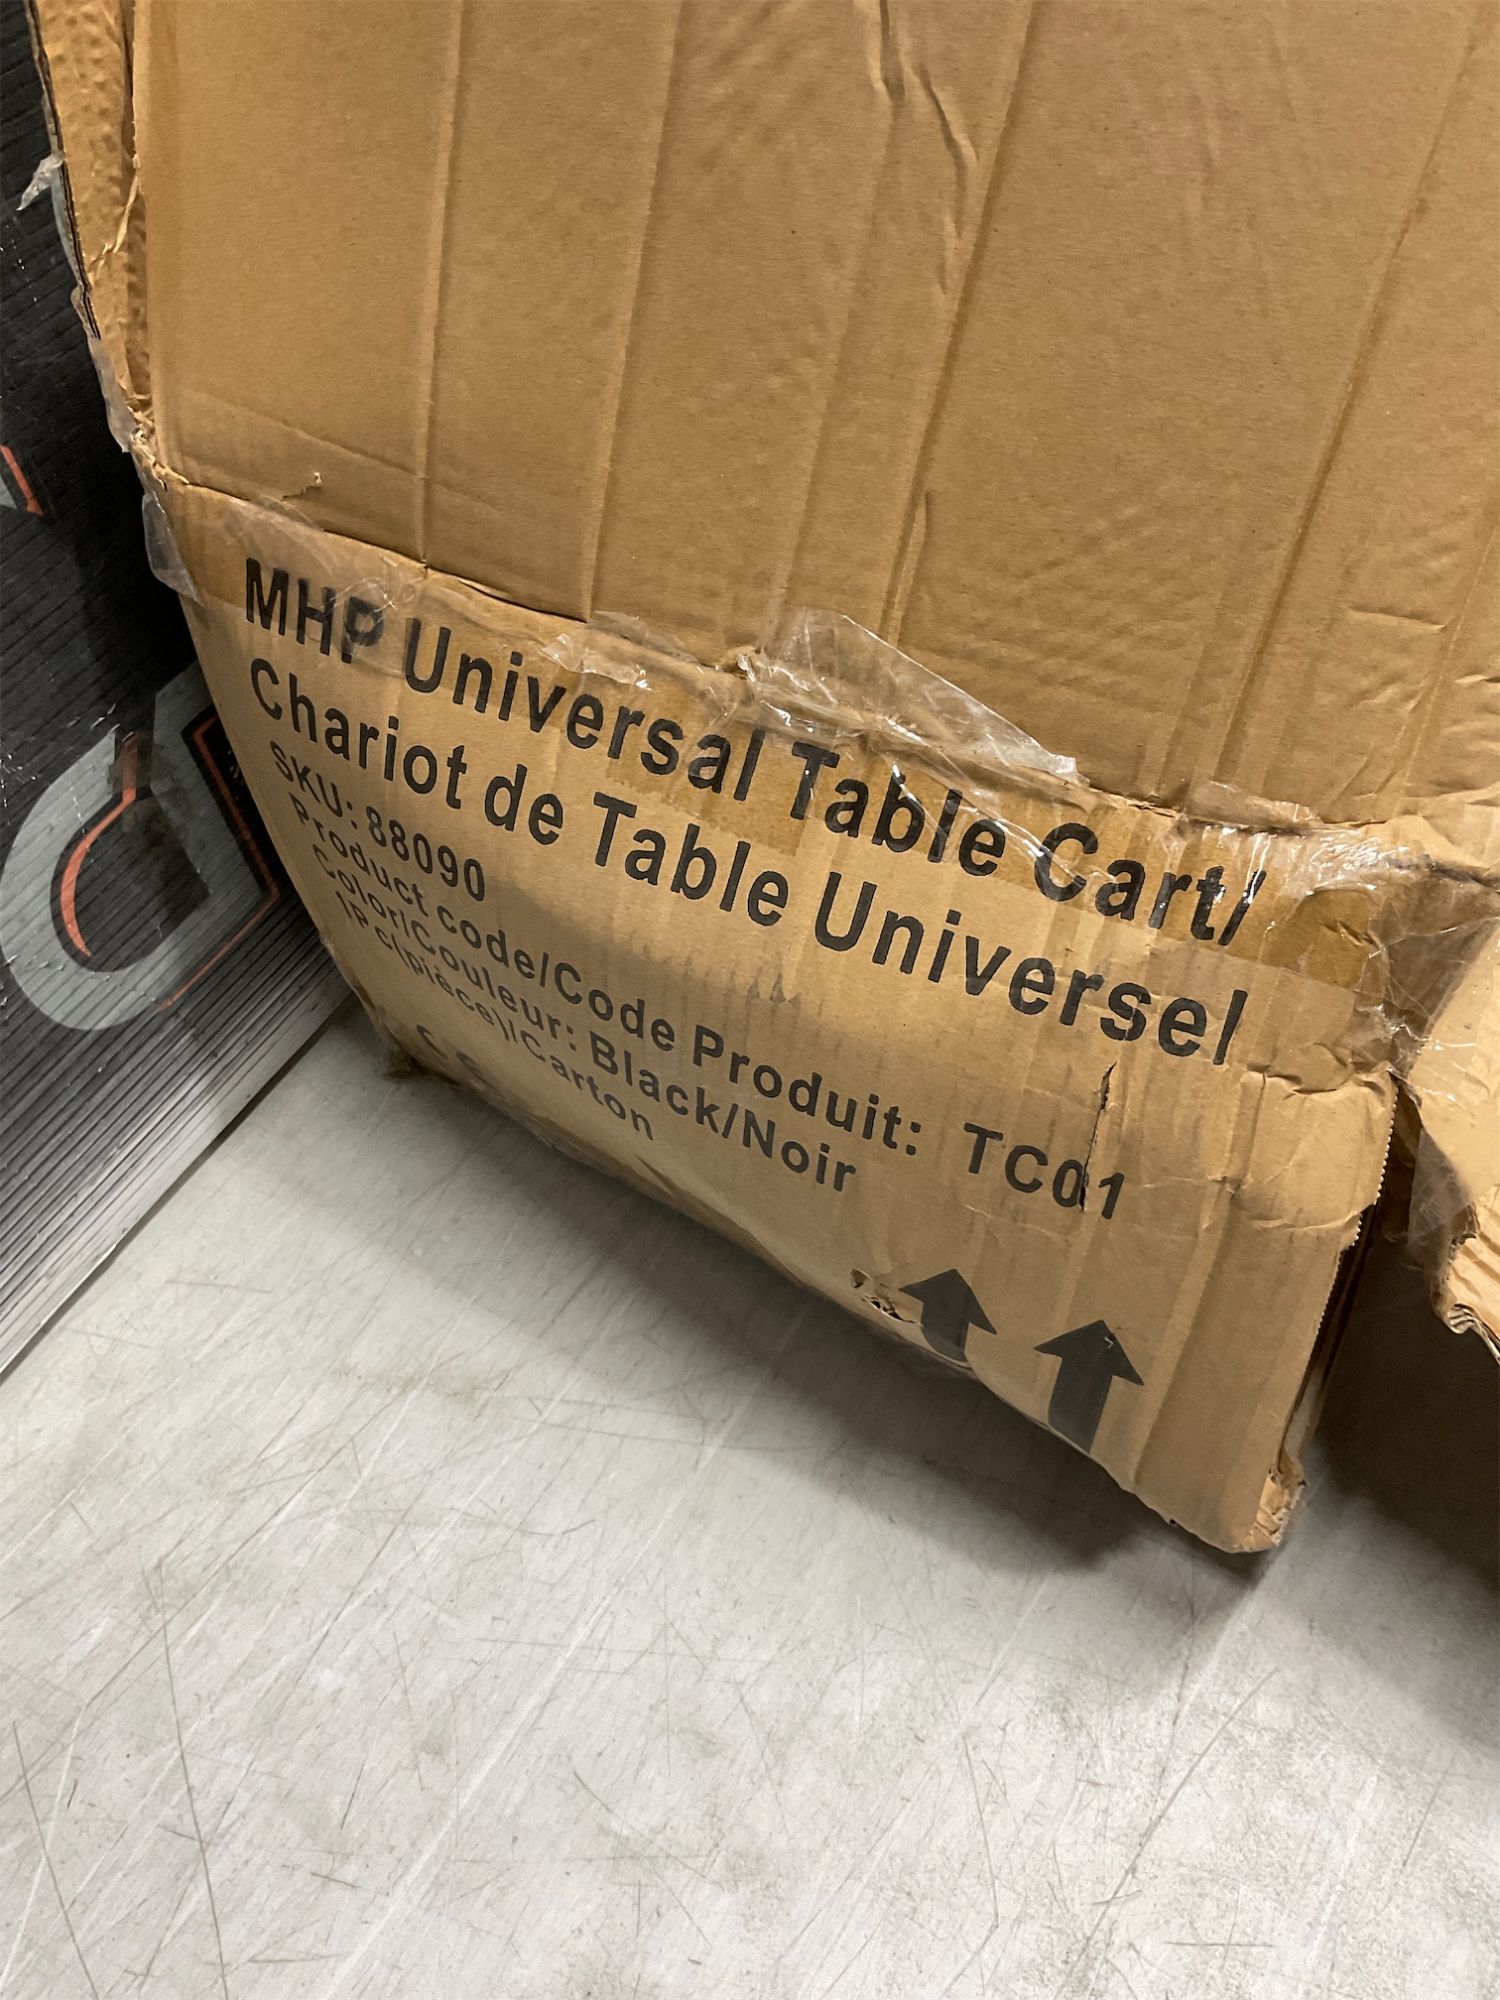 MHP Universal Table Cart/
Chariot de Table Universel
SKU: 88090
Product code/Code Produit: TC01
Color/Couleur: Black/Noir
1Pc(pièce)/Carton